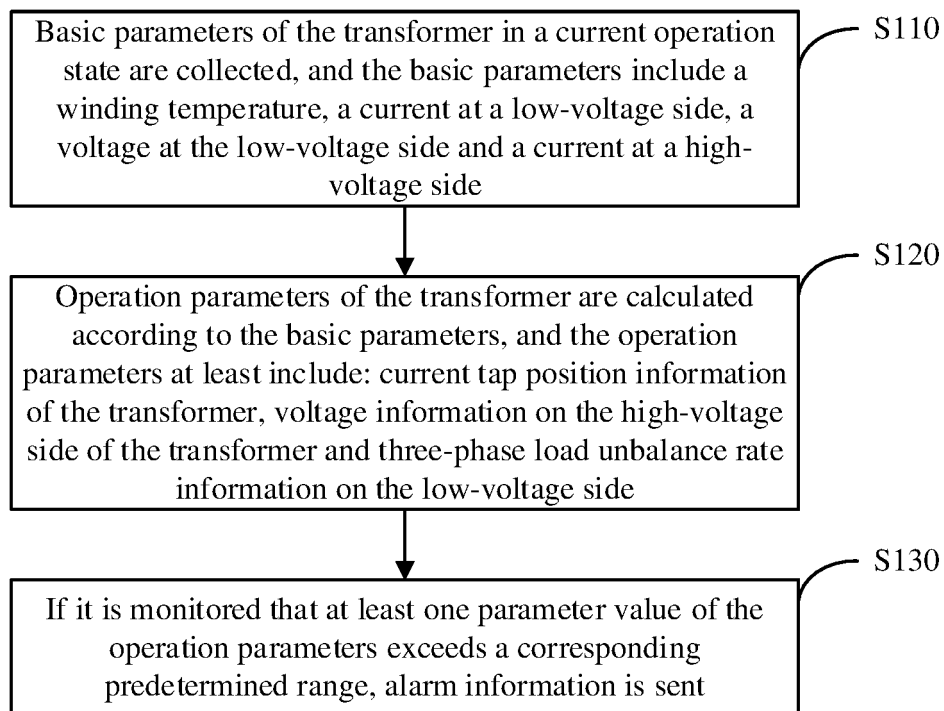 Basic parameters of the transformer in a current operation
state are collected, and the basic parameters include a
winding temperature, a current at a low-voltage side, a
voltage at the low-voltage side and a current at a high-
voltage side
S110
Operation parameters of the transformer are calculated
according to the basic parameters, and the operation
parameters at least include: current tap position information
of the transformer, voltage information on the high-voltage
side of the transformer and three-phase load unbalance rate
information on the low-voltage side
S120
If it is monitored that at least one parameter value of the
operation parameters exceeds a corresponding
predetermined range, alarm information is sent
S130